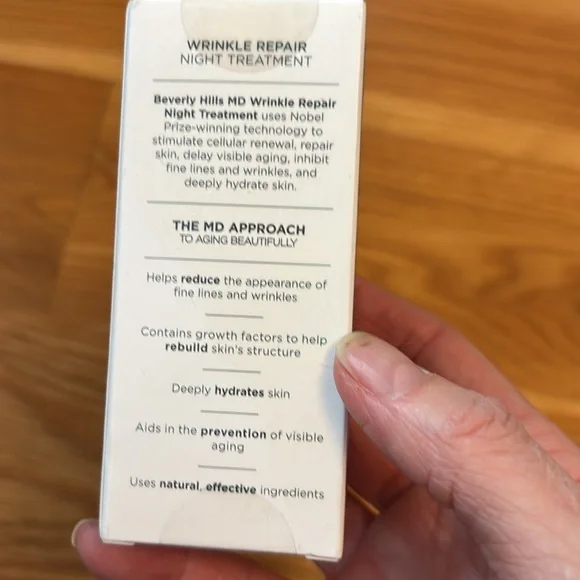 WRINKLE REPAIR
NIGHT TREATMENT
Beverly Hills MD Wrinkle Repair
Night Treatment uses Nobel
Prize-winning technology to
stimulate cellular renewal, repair
skin, delay visible aging, inhibit
fine lines and wrinkles, and
deeply hydrate skin.
THE MD APPROACH
TO AGING BEAUTIFULLY
Helps reduce the appearance of
fine lines and wrinkles
Contains growth factors to help
rebuild skin's structure
Deeply hydrates skin
Aids in the prevention of visible
aging
Uses natural, effective ingredients